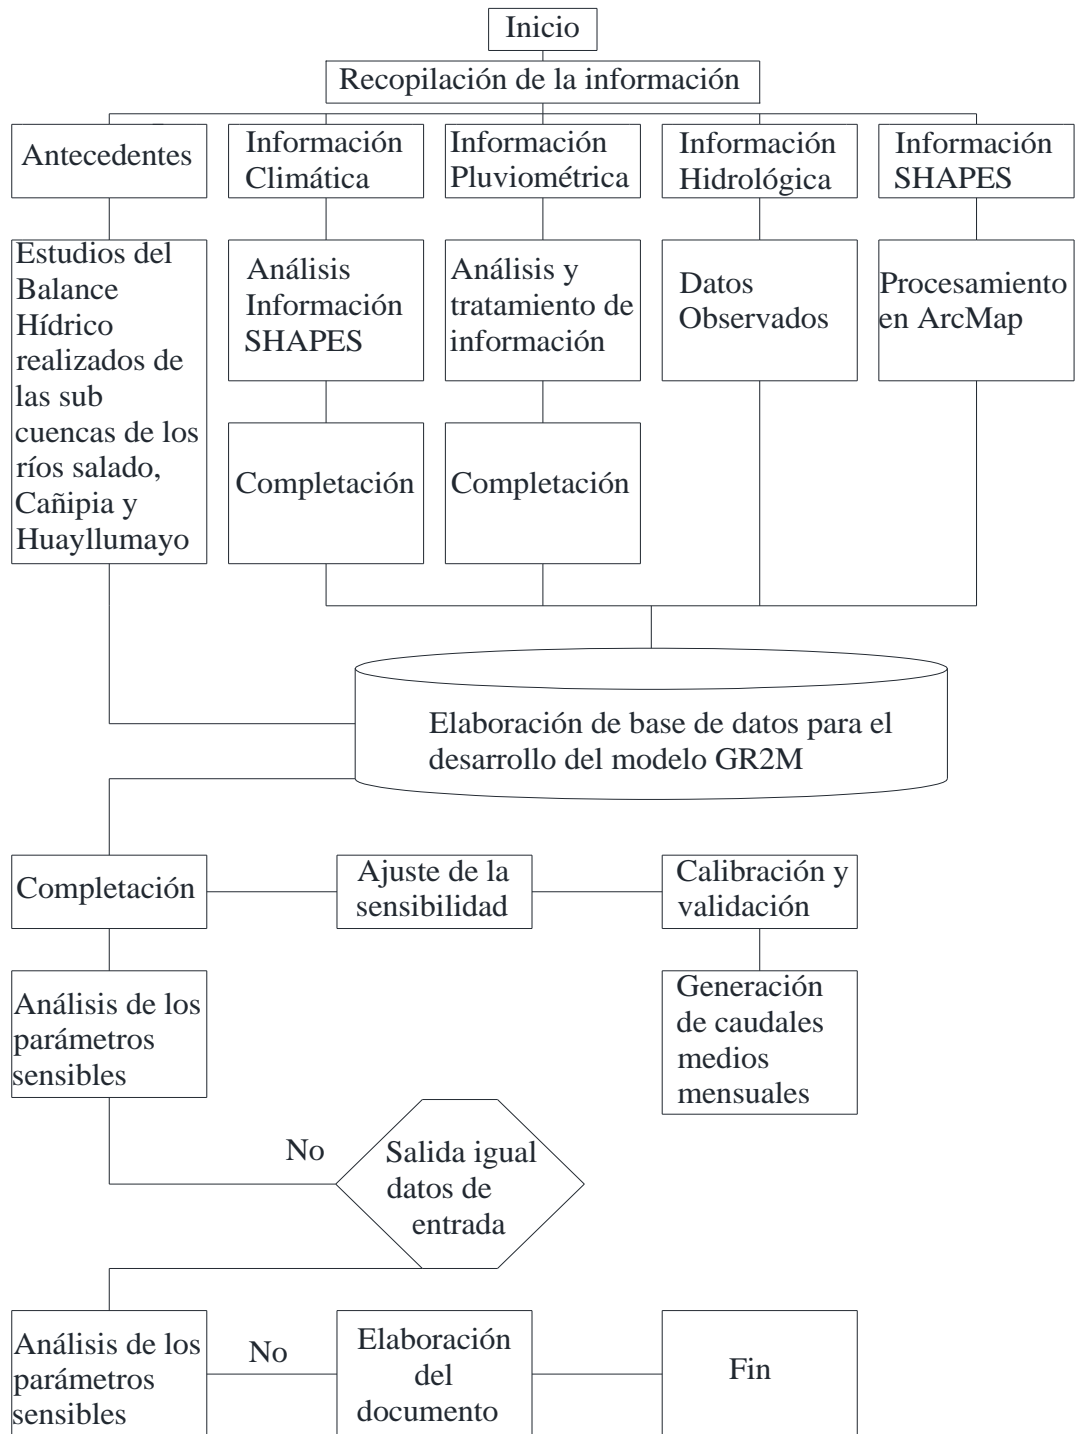 Inicio
Recopilación de la información
Antecedentes
Información
Climática
Información
Pluviométrica
Información
Hidrológica
Información
SHAPES
Estudios del
Balance
Hídrico
realizados de
las sub
cuencas de los
ríos salado,
Cañipia y
Huayllumayo
Análisis
Información
SHAPES
Análisis y
tratamiento de
información
Datos
Observados
Procesamiento
en ArcMap
Completación
Completación
Elaboración de base de datos para el
desarrollo del modelo GR2M
Completación
Ajuste de la
sensibilidad
Calibración y
validación
Análisis de los
parámetros
sensibles
Generación
de caudales
medios
mensuales
No
Salida igual
datos de
entrada
Análisis de los
parámetros
sensibles
No
Elaboración
del
documento
Fin